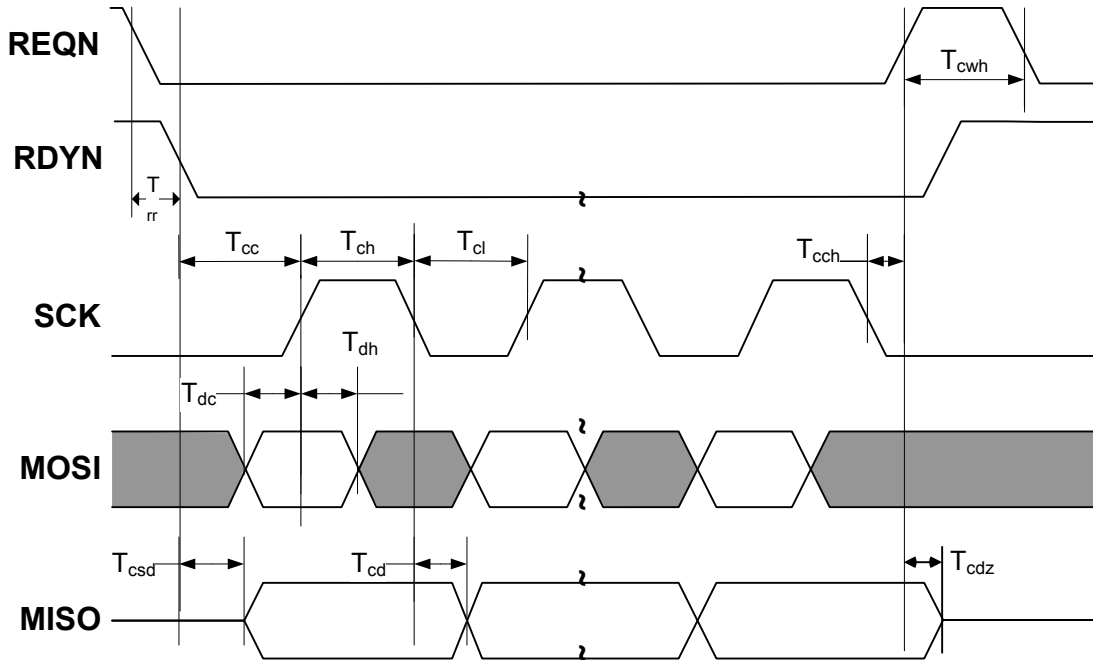 REQN
T_cwh
RDYN
T_rr
T_cc
T_ch
T_cl
T_cch
SCK
T_dh
T_dc
MOSI
T_csd
T_cd
T_cdz
MISO